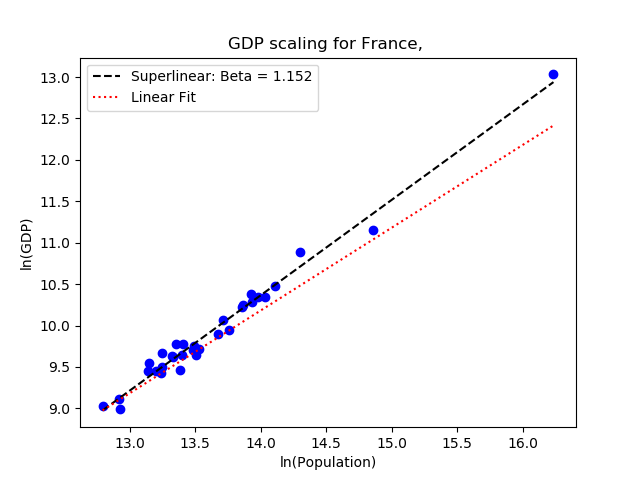 GDP scaling for France,
Superlinear: Beta = 1.152
Linear Fit
ln(GDP)
13.0
12.5
12.0
11.5
11.0
10.5
10.0
9.5
9.0
13.0 13.5 14.0 14.5 15.0 15.5 16.0
ln(Population)